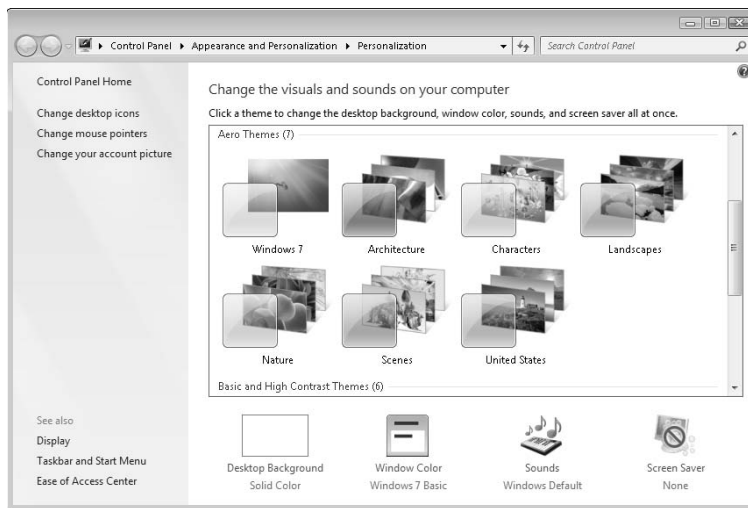 Control Panel ▸ Appearance and Personalization ▸ Personalization
Search Control Panel
Control Panel Home
Change desktop icons
Change mouse pointers
Change your account picture
See also
Display
Taskbar and Start Menu
Ease of Access Center
Change the visuals and sounds on your computer
Click a theme to change the desktop background, window color, sounds, and screen saver all at once.
Aero Themes (7)
Windows 7
Architecture
Characters
Landscapes
Nature
Scenes
United States
Basic and High Contrast Themes (6)
Desktop Background
Solid Color
Window Color
Windows 7 Basic
Sounds
Windows Default
Screen Saver
None